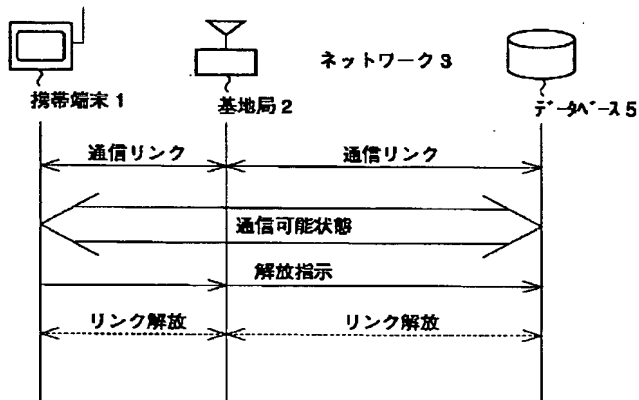 ネットワーク3
携帯端末1
基地局2
データベース5
通信リンク
通信リンク
通信可能状態
解放指示
リンク解放
リンク解放